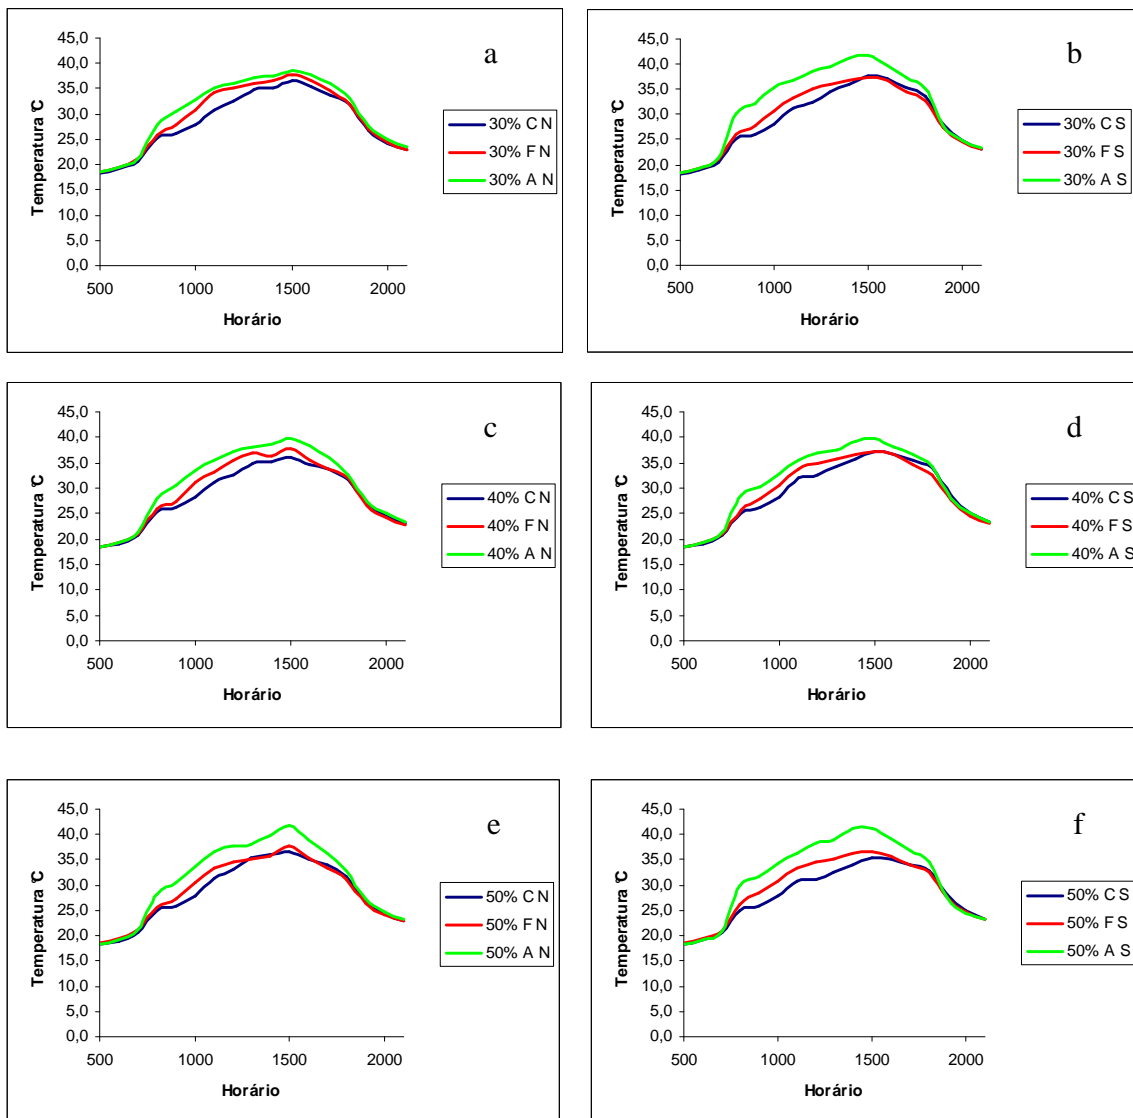 a
45,0
40,0
35,0
30,0
25,0
20,0
15,0
10,0
5,0
0,0
Temperatura °C
500 1000 1500 2000
Horário
30% C N
30% F N
30% A N
b
45,0
40,0
35,0
30,0
25,0
20,0
15,0
10,0
5,0
0,0
Temperatura °C
500 1000 1500 2000
Horário
30% C S
30% F S
30% A S
c
45,0
40,0
35,0
30,0
25,0
20,0
15,0
10,0
5,0
0,0
Temperatura °C
500 1000 1500 2000
Horário
40% C N
40% F N
40% A N
d
45,0
40,0
35,0
30,0
25,0
20,0
15,0
10,0
5,0
0,0
Temperatura °C
500 1000 1500 2000
Horário
40% C S
40% F S
40% A S
e
45,0
40,0
35,0
30,0
25,0
20,0
15,0
10,0
5,0
0,0
Temperatura °C
500 1000 1500 2000
Horário
50% C N
50% F N
50% A N
f
45,0
40,0
35,0
30,0
25,0
20,0
15,0
10,0
5,0
0,0
Temperatura °C
500 1000 1500 2000
Horário
50% C S
50% F S
50% A S